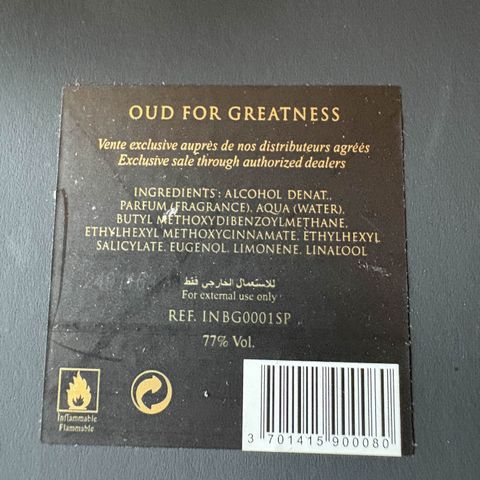 OUD FOR GREATNESS
Vente exclusive auprès de nos distributeurs agréés
Exclusive sale through authorized dealers
INGREDIENTS: ALCOHOL DENAT.,
PARFUM (FRAGRANCE), AQUA (WATER),
BUTYL METHOXYDIBENZOYLMETHANE,
ETHYLHEXYL METHOXYCINNAMATE, ETHYLHEXYL
SALICYLATE, EUGENOL, LIMONENE, LINALOOL
للاستعمال الخارجي فقط
For external use only
REF. INBG0001SP
77% Vol.
Inflammable
Flammable
3 701415 900080